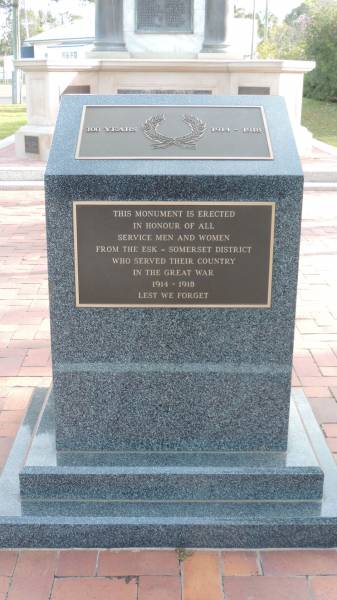 100 YEARS 1914 - 1918
THIS MONUMENT IS ERECTED
IN HONOUR OF ALL
SERVICE MEN AND WOMEN
FROM THE ESK - SOMERSET DISTRICT
WHO SERVED THEIR COUNTRY
IN THE GREAT WAR
1914 - 1918
LEST WE FORGET